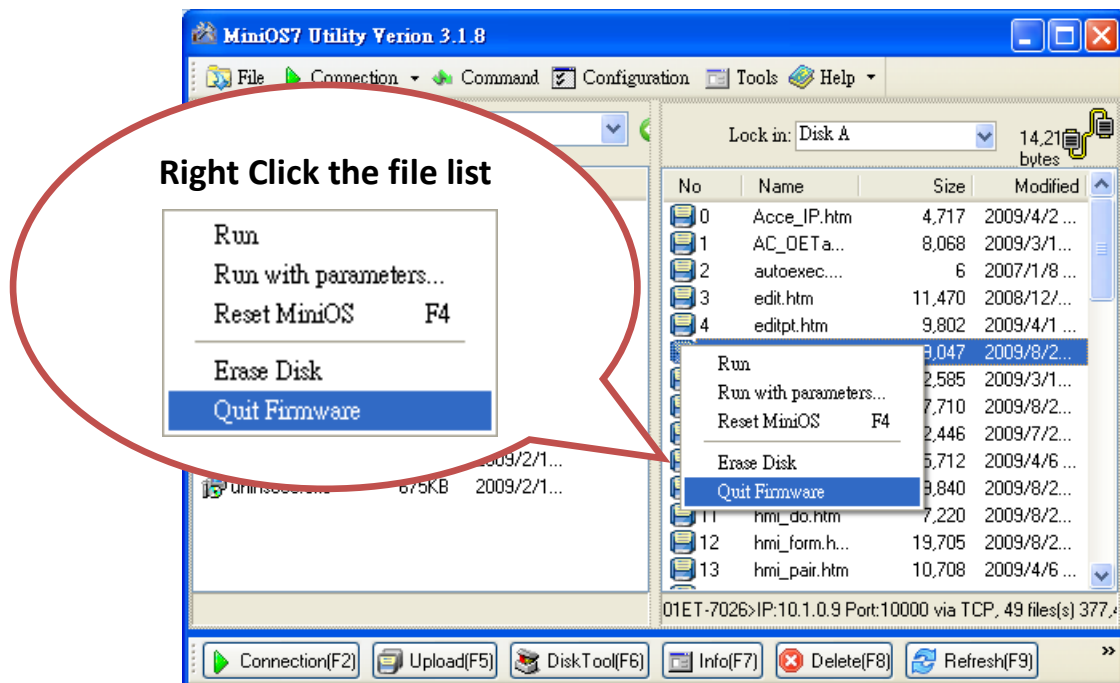 MiniOS7 Utility Verion 3.1.8
File Connection Command Configuration Tools Help
Lock in: Disk A
14,21
bytes
Right Click the file list
Run
Run with parameters...
Reset MiniOS F4
Erase Disk
Quit Firmware
2009/2/1...
675KB 2009/2/1...
No Name Size Modified
0 Acce_IP.htm 4,717 2009/4/2 ...
1 AC_OETa... 8,068 2009/3/1...
2 autoexec.... 6 2007/1/8 ...
3 edit.htm 11,470 2008/12/...
4 editpt.htm 9,802 2009/4/1 ...
9,047 2009/8/2...
2,585 2009/3/1...
7,710 2009/8/2...
2,446 2009/7/2...
5,712 2009/4/6 ...
9,840 2009/8/2...
Run
Run with parameters...
Reset MiniOS F4
Erase Disk
Quit Firmware
11 hmi_do.htm 7,220 2009/8/2...
12 hmi_form.h... 19,705 2009/8/2...
13 hmi_pair.htm 10,708 2009/4/6 ...
01ET-7026>IP:10.1.0.9 Port:10000 via TCP, 49 files(s) 377,4
Connection(F2) Upload(F5) DiskTool(F6) Info(F7) Delete(F8) Refresh(F9) »